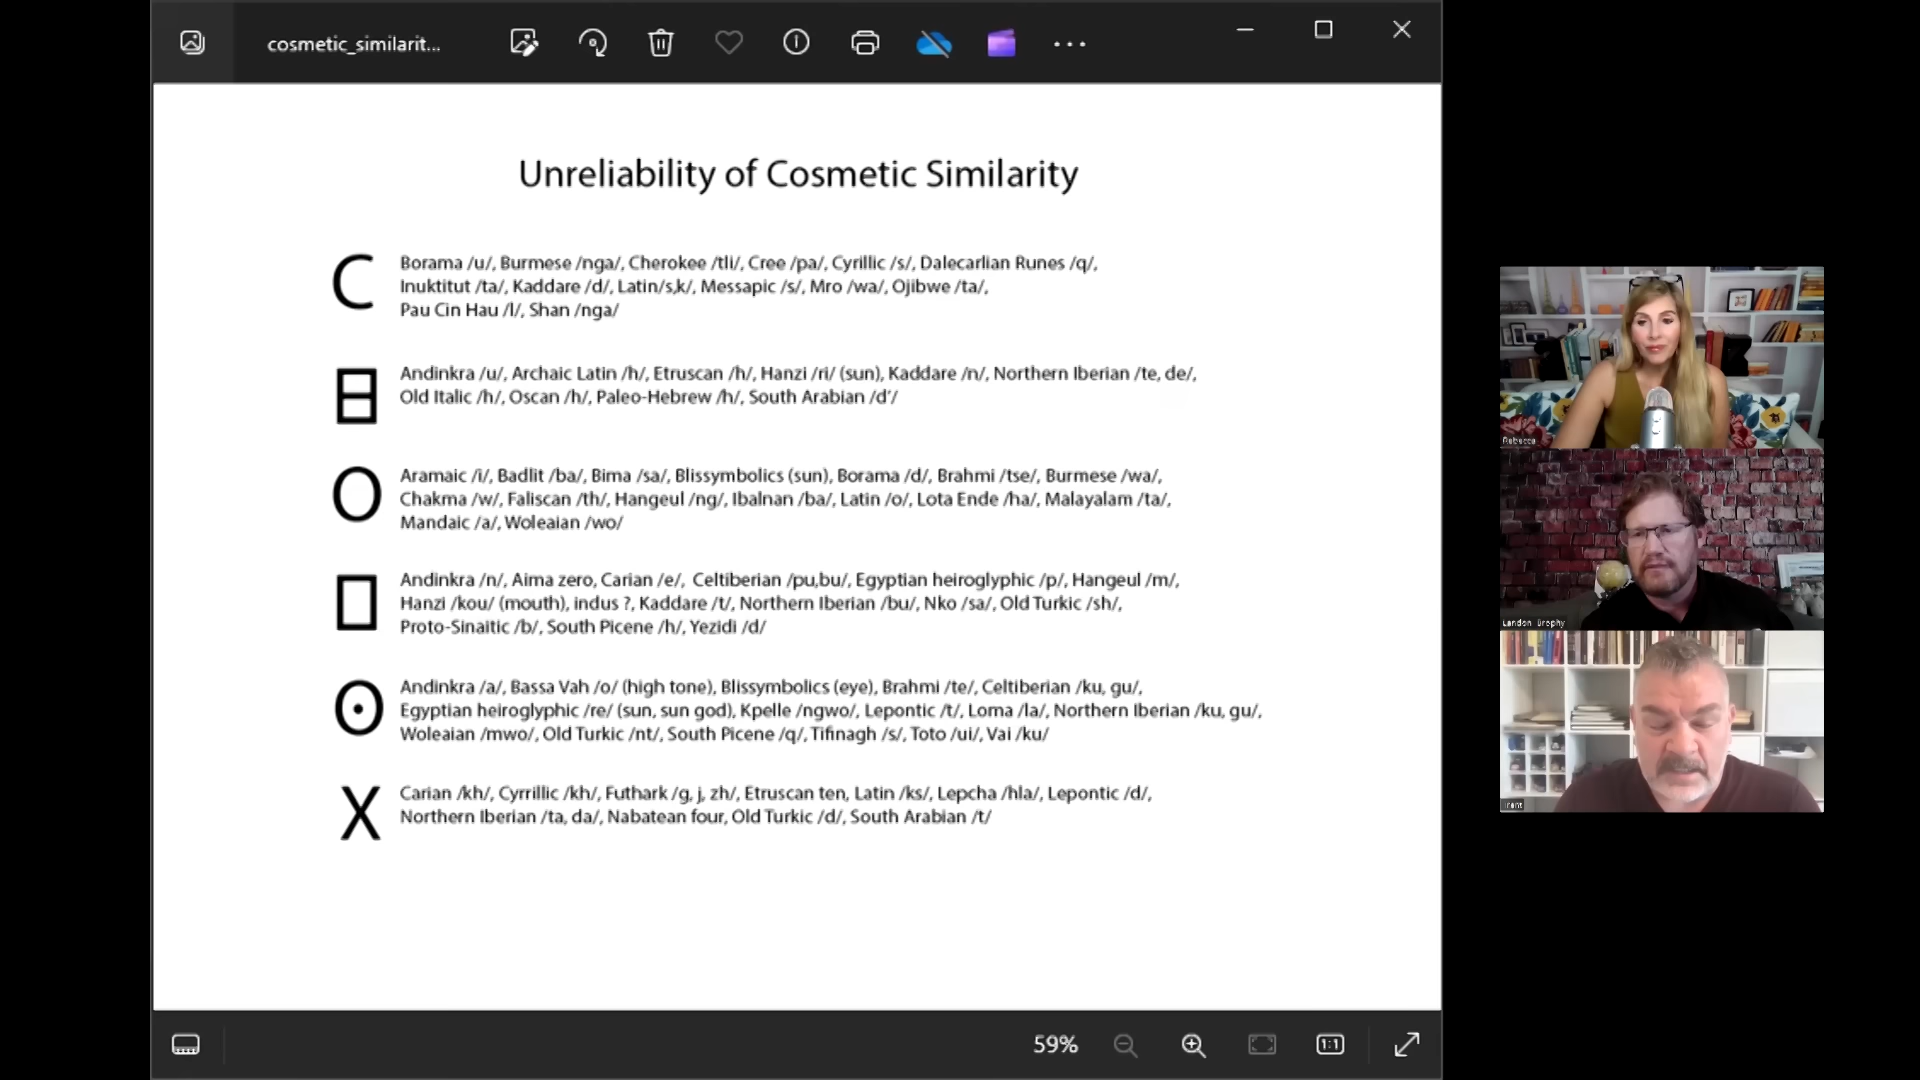 cosmetic_similarit...
Unreliability of Cosmetic Similarity
C Borama /u/, Burmese /nga/, Cherokee /tli/, Cree /pa/, Cyrillic /s/, Dalecarlian Runes /q/,
Inuktitut /ta/, Kaddare /d/, Latin/s,k/, Messapic /s/, Mro /wa/, Ojibwe /ta/,
Pau Cin Hau /l/, Shan /nga/
日 Andinkra /u/, Archaic Latin /h/, Etruscan /h/, Hanzi /ri/ (sun), Kaddare /n/, Northern Iberian /te, de/,
Old Italic /h/, Oscan /h/, Paleo-Hebrew /h/, South Arabian /d'/
O Aramaic /i/, Badlit /ba/, Bima /sa/, Blissymbolics (sun), Borama /d/, Brahmi /tse/, Burmese /wa/,
Chakma /w/, Faliscan /th/, Hangeul /ng/, Ibalnan /ba/, Latin /o/, Lota Ende /ha/, Malayalam /ta/,
Mandaic /a/, Woleaian /wo/
▯ Andinkra /n/, Aima zero, Carian /e/, Celtiberian /pu,bu/, Egyptian heiroglyphic /p/, Hangeul /m/,
Hanzi /kou/ (mouth), indus ?, Kaddare /t/, Northern Iberian /bu/, Nko /sa/, Old Turkic /sh/,
Proto-Sinaitic /b/, South Picene /h/, Yezidi /d/
⊙ Andinkra /a/, Bassa Vah /o/ (high tone), Blissymbolics (eye), Brahmi /te/, Celtiberian /ku, gu/,
Egyptian heiroglyphic /re/ (sun, sun god), Kpelle /ngwo/, Lepontic /t/, Loma /la/, Northern Iberian /ku, gu/,
Woleaian /mwo/, Old Turkic /nt/, South Picene /q/, Tifinagh /s/, Toto /ui/, Vai /ku/
X Carian /kh/, Cyrrillic /kh/, Futhark /g, j, zh/, Etruscan ten, Latin /ks/, Lepcha /hla/, Lepontic /d/,
Northern Iberian /ta, da/, Nabatean four, Old Turkic /d/, South Arabian /t/
59%
1:1
Rebecca
Landon Brophy
Trent